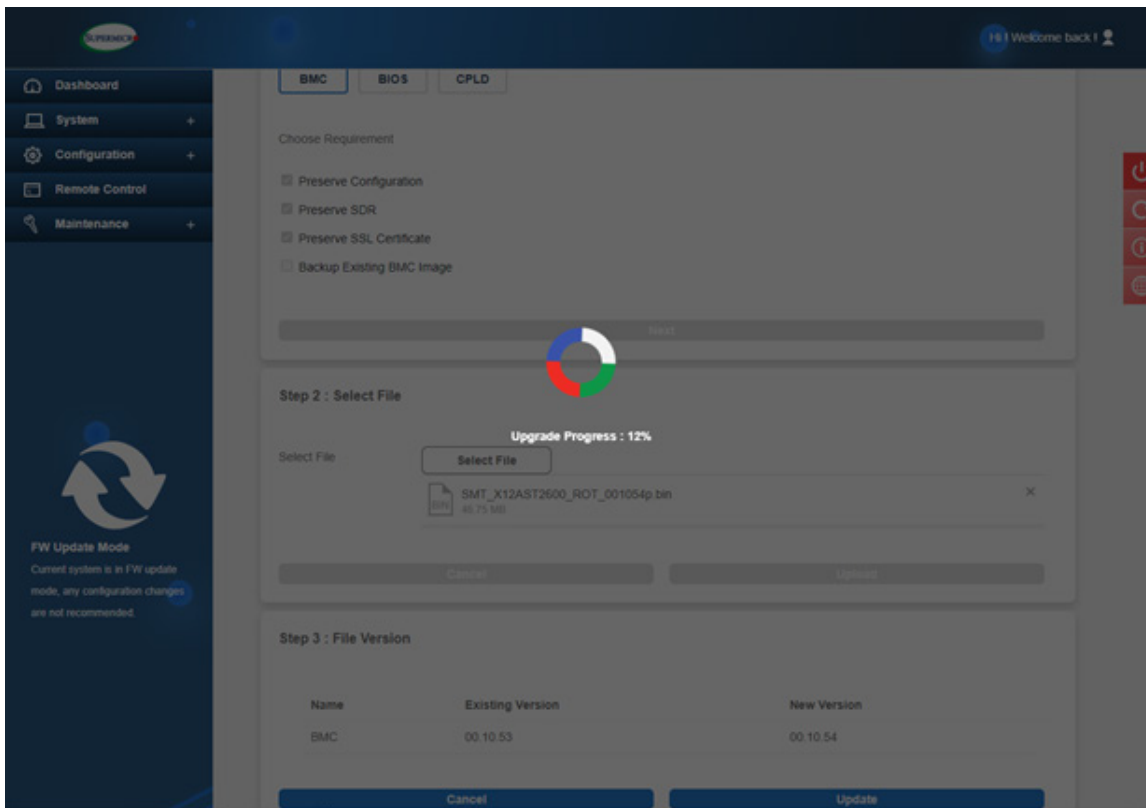 SUPERMICR
Hi ! Welcome back !
Dashboard
System +
Configuration +
Remote Control
Maintenance +
FW Update Mode
Current system is in FW update
mode, any configuration changes
are not recommended.
BMC BIOS CPLD
Choose Requirement
Preserve Configuration
Preserve SDR
Preserve SSL Certificate
Backup Existing BMC Image
Next
Step 2 : Select File
Upgrade Progress : 12%
Select File Select File
BIN SMT_X12AST2600_ROT_001054p.bin
46.75 MB
Cancel Upload
Step 3 : File Version
Name Existing Version New Version
BMC 00.10.53 00.10.54
Cancel Update